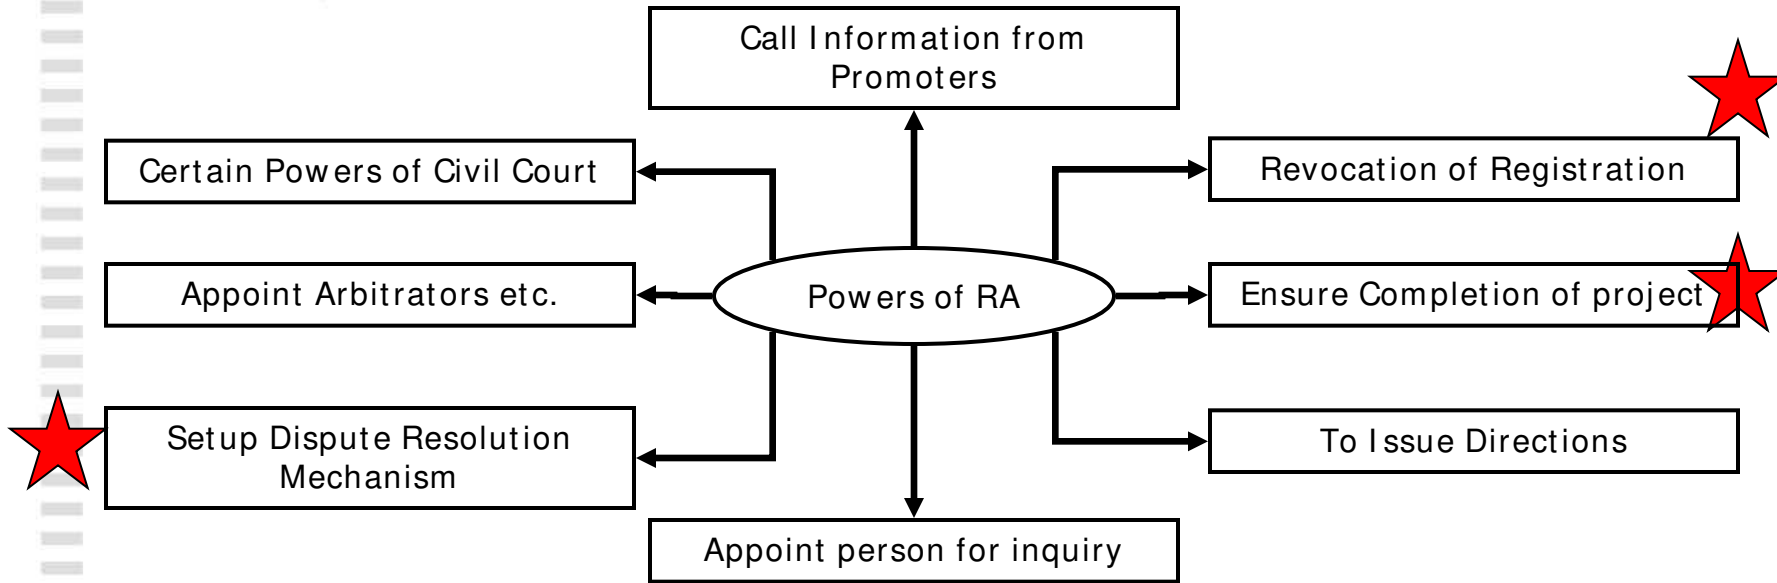 Call Information from
Promoters
Certain Powers of Civil Court
Revocation of Registration
Appoint Arbitrators etc.
Powers of RA
Ensure Completion of project
Setup Dispute Resolution
Mechanism
To Issue Directions
Appoint person for inquiry